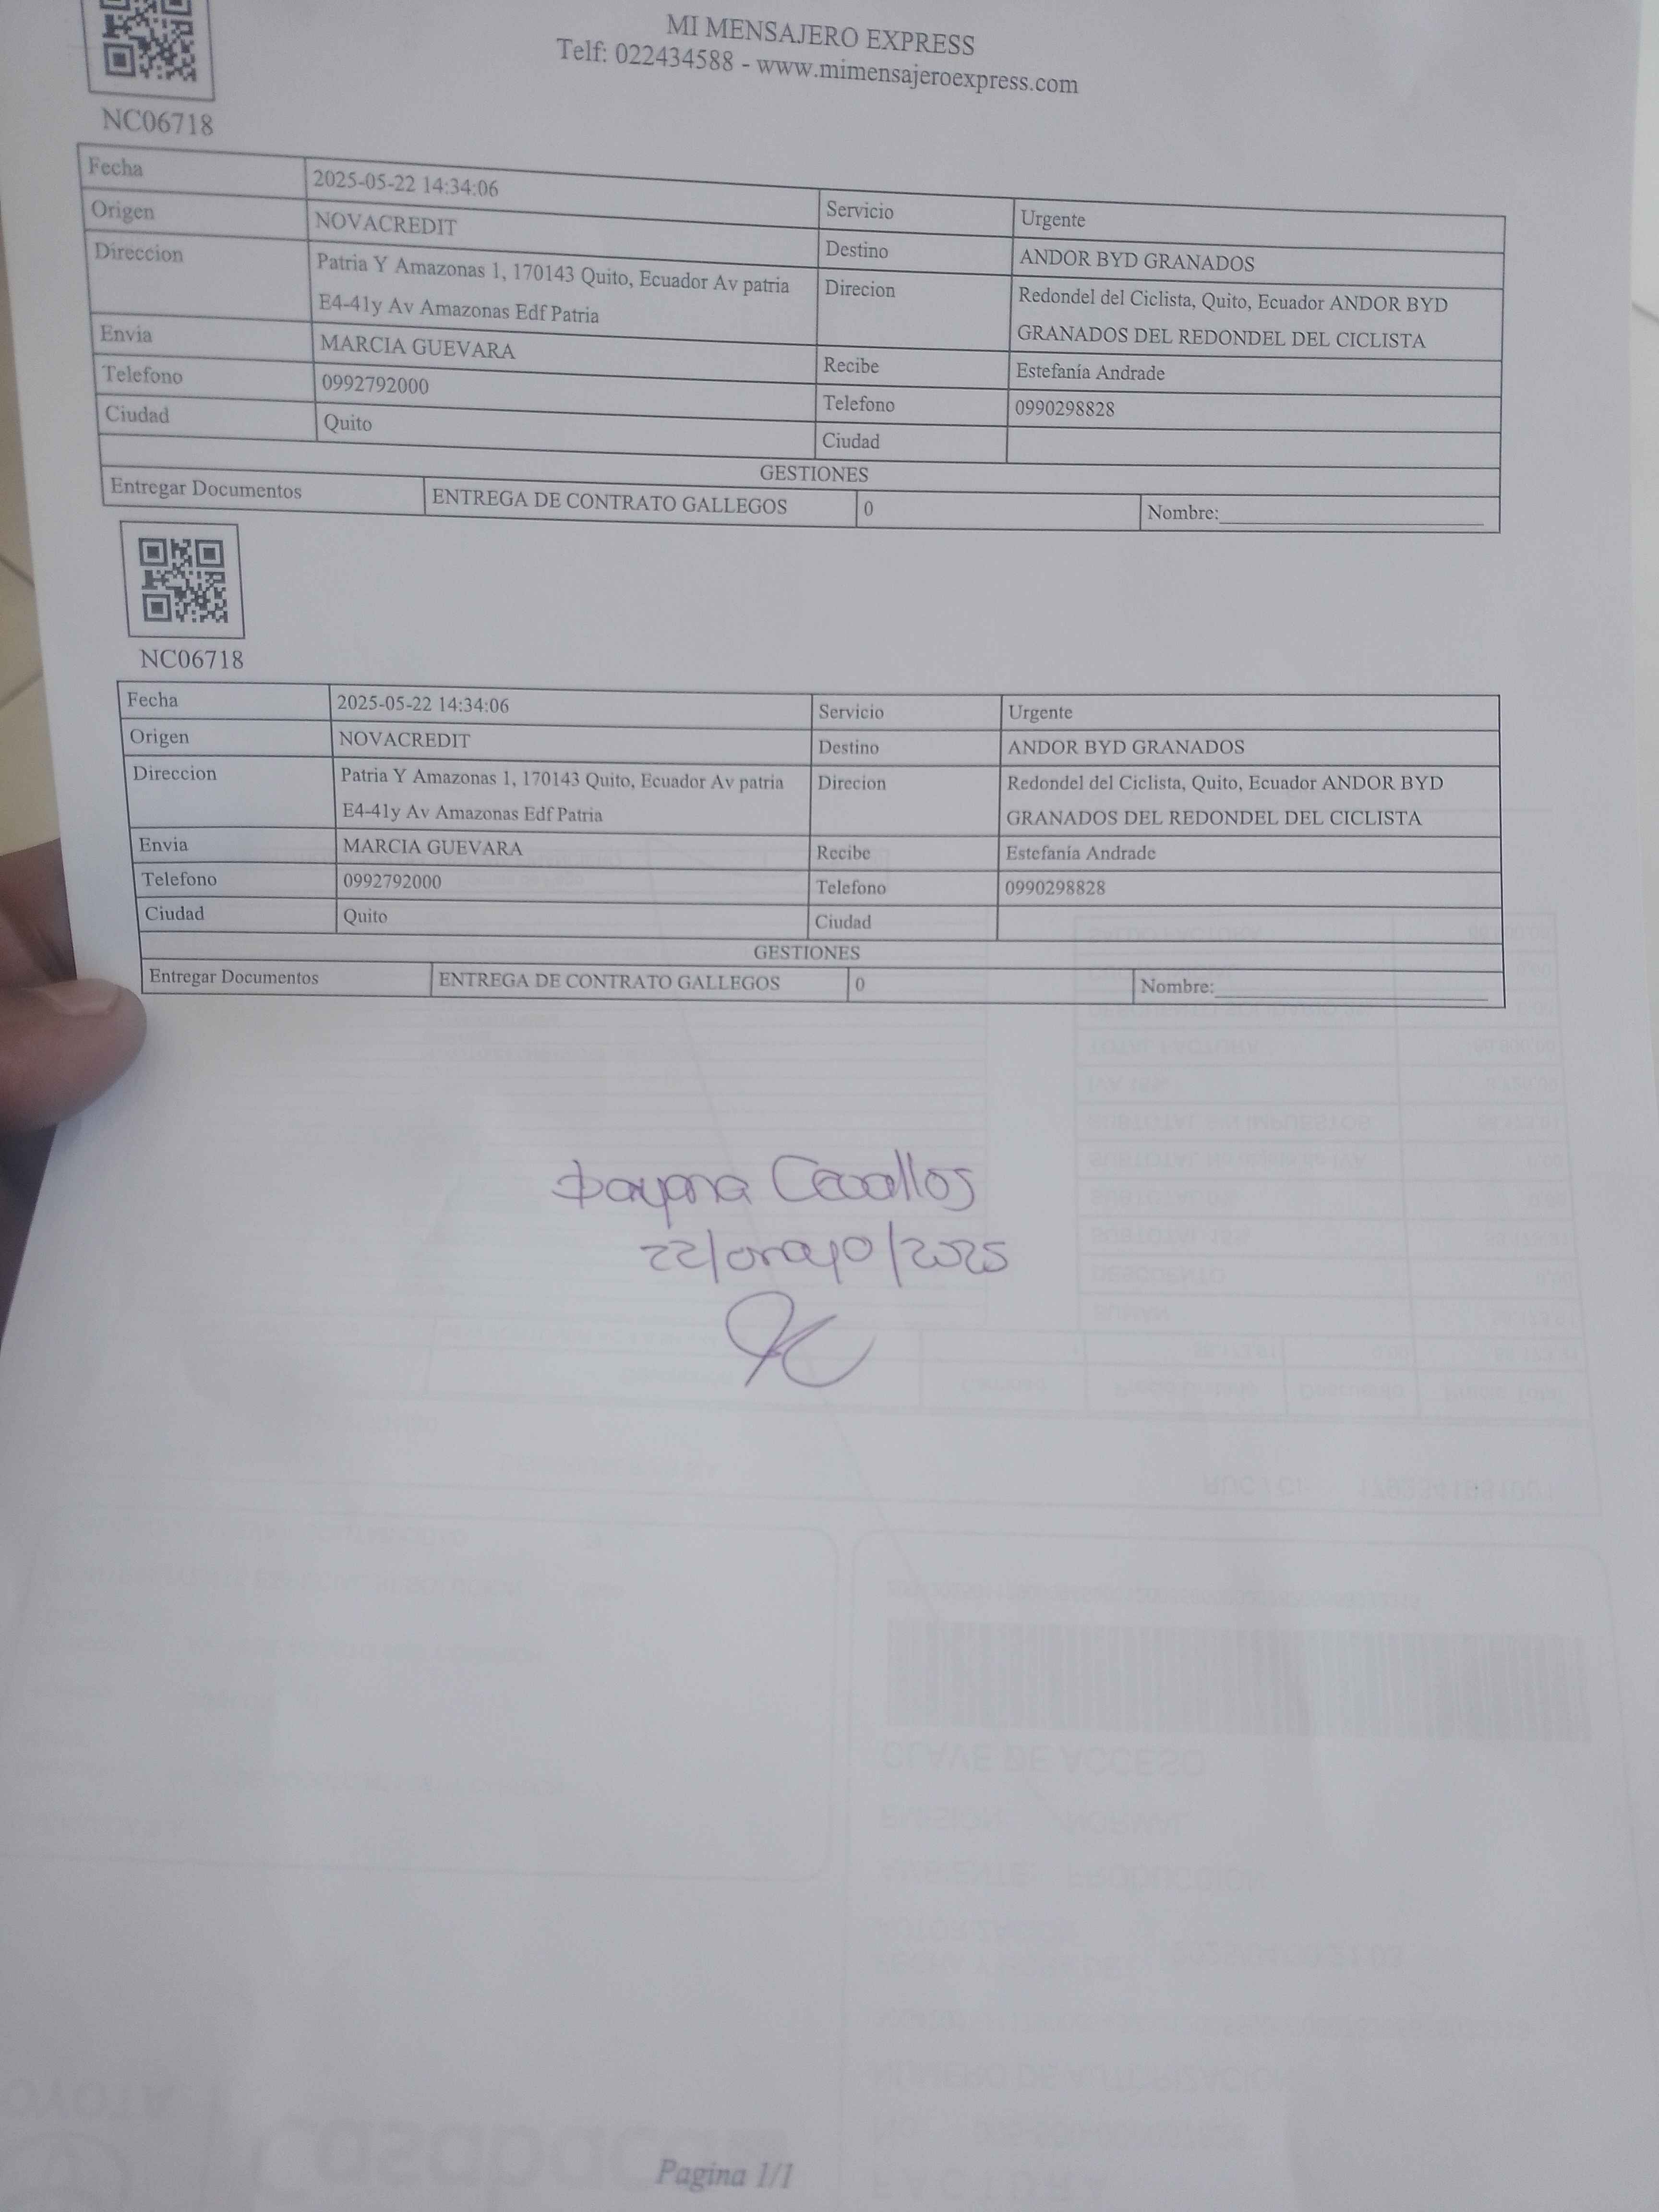 MI MENSAJERO EXPRESS
Telf: 022434588 - www.mimensajeroexpress.com
NC06718
Fecha 2025-05-22 14:34:06 Servicio Urgente
Origen NOVACREDIT Destino ANDOR BYD GRANADOS
Direccion Patria Y Amazonas 1, 170143 Quito, Ecuador Av patria Direcion Redondel del Ciclista, Quito, Ecuador ANDOR BYD
E4-41y Av Amazonas Edf Patria GRANADOS DEL REDONDEL DEL CICLISTA
Envia MARCIA GUEVARA Recibe Estefanía Andrade
Telefono 0992792000 Telefono 0990298828
Ciudad Quito Ciudad
GESTIONES
Entregar Documentos ENTREGA DE CONTRATO GALLEGOS 0 Nombre:
NC06718
Fecha 2025-05-22 14:34:06 Servicio Urgente
Origen NOVACREDIT Destino ANDOR BYD GRANADOS
Direccion Patria Y Amazonas 1, 170143 Quito, Ecuador Av patria Direcion Redondel del Ciclista, Quito, Ecuador ANDOR BYD
E4-41y Av Amazonas Edf Patria GRANADOS DEL REDONDEL DEL CICLISTA
Envia MARCIA GUEVARA Recibe Estefanía Andrade
Telefono 0992792000 Telefono 0990298828
Ciudad Quito Ciudad
GESTIONES
Entregar Documentos ENTREGA DE CONTRATO GALLEGOS 0 Nombre:
Dayana Cevallos
22/mayo/2025
Pagina 1/1